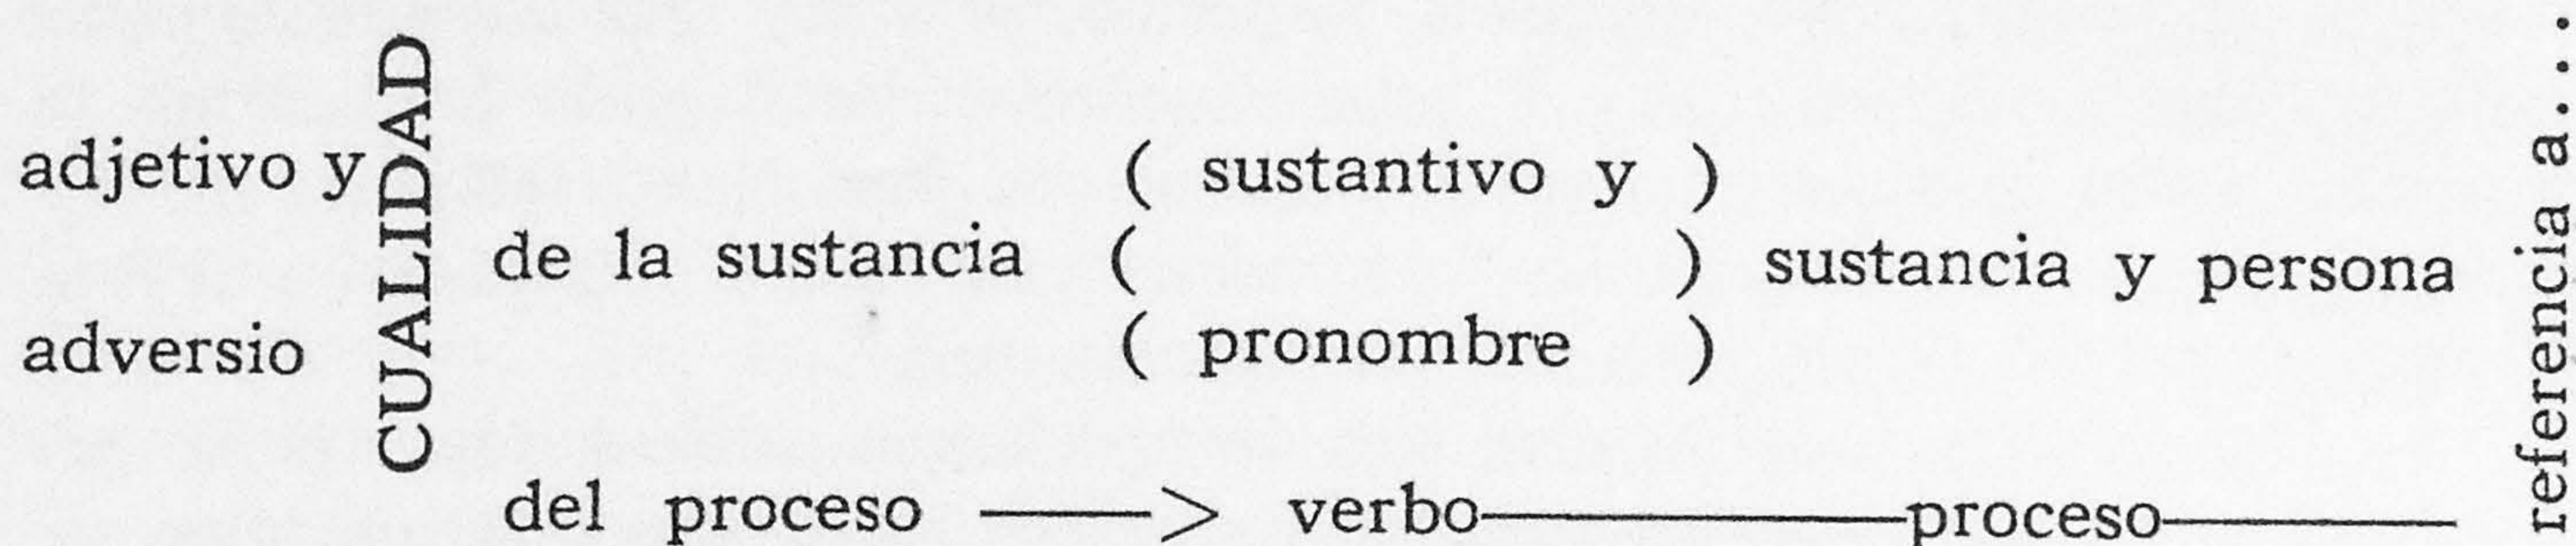 adjetivo y
adversio
CUALIDAD
de la sustancia ( sustantivo y )
( ) sustancia y persona
( pronombre )
del proceso ——> verbo————proceso———
referencia a....